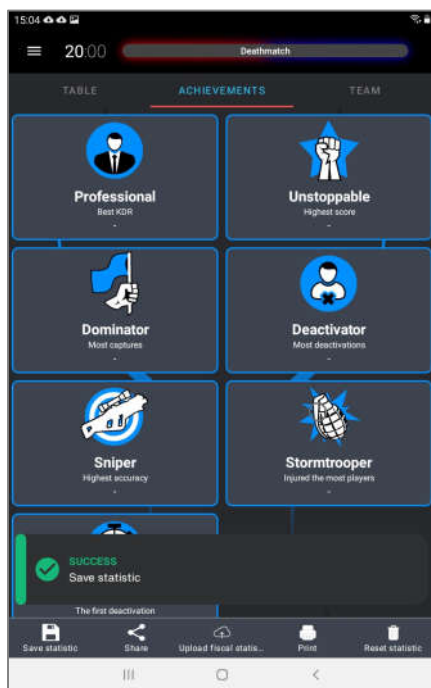 15:04
20:00
Deathmatch
TABLE
ACHIEVEMENTS
TEAM
Professional
Best KDR
-
Unstoppable
Highest score
-
Dominator
Most captures
-
Deactivator
Most deactivations
-
Sniper
Highest accuracy
-
Stormtrooper
Injured the most players
-
SUCCESS
Save statistic
The first deactivation
Save statistic
Share
Upload fiscal statis...
Print
Reset statistic